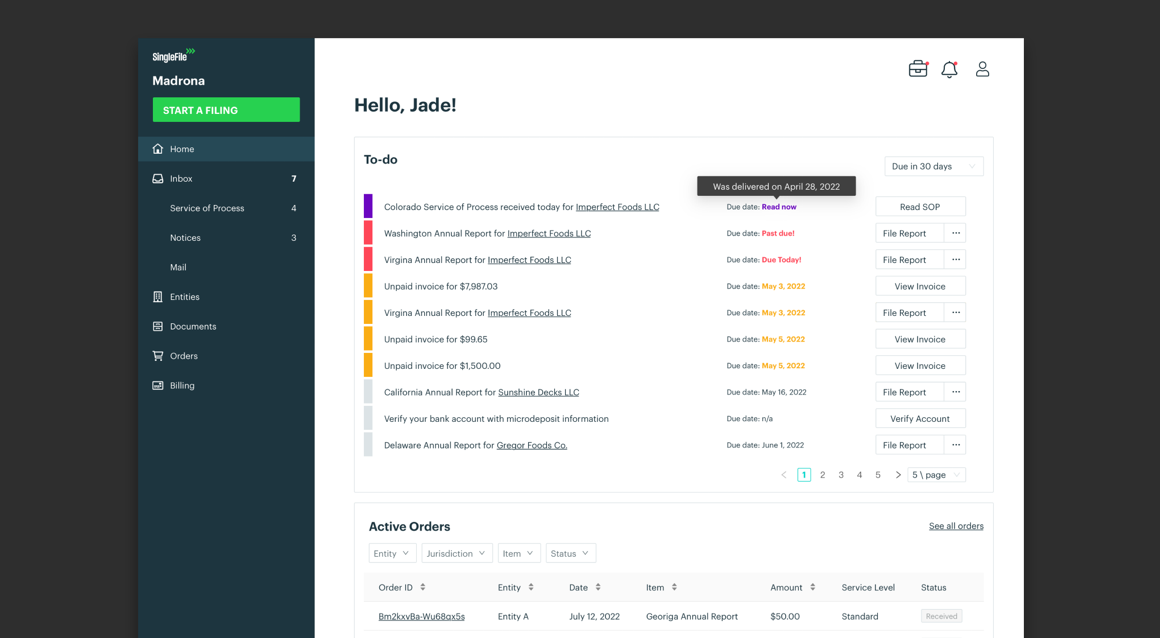 SingleFile
Madrona
START A FILING
Home
Inbox 7
Service of Process 4
Notices 3
Mail
Entities
Documents
Orders
Billing
Hello, Jade!
To-do
Due in 30 days
Was delivered on April 28, 2022
Colorado Service of Process received today for Imperfect Foods LLC Due date: Read now Read SOP
Washington Annual Report for Imperfect Foods LLC Due date: Past due! File Report ...
Virgina Annual Report for Imperfect Foods LLC Due date: Due Today! File Report ...
Unpaid invoice for $7,987.03 Due date: May 3, 2022 View Invoice
Virgina Annual Report for Imperfect Foods LLC Due date: May 3, 2022 File Report ...
Unpaid invoice for $99.65 Due date: May 5, 2022 View Invoice
Unpaid invoice for $1,500.00 Due date: May 5, 2022 View Invoice
California Annual Report for Sunshine Decks LLC Due date: May 16, 2022 File Report ...
Verify your bank account with microdeposit information Due date: n/a Verify Account
Delaware Annual Report for Gregor Foods Co. Due date: June 1, 2022 File Report ...
< 1 2 3 4 5 > 5 \ page
Active Orders See all orders
Entity Jurisdiction Item Status
Order ID Entity Date Item Amount Service Level Status
Bm2kxvBa-Wu68qx5s Entity A July 12, 2022 Georiga Annual Report $50.00 Standard Received